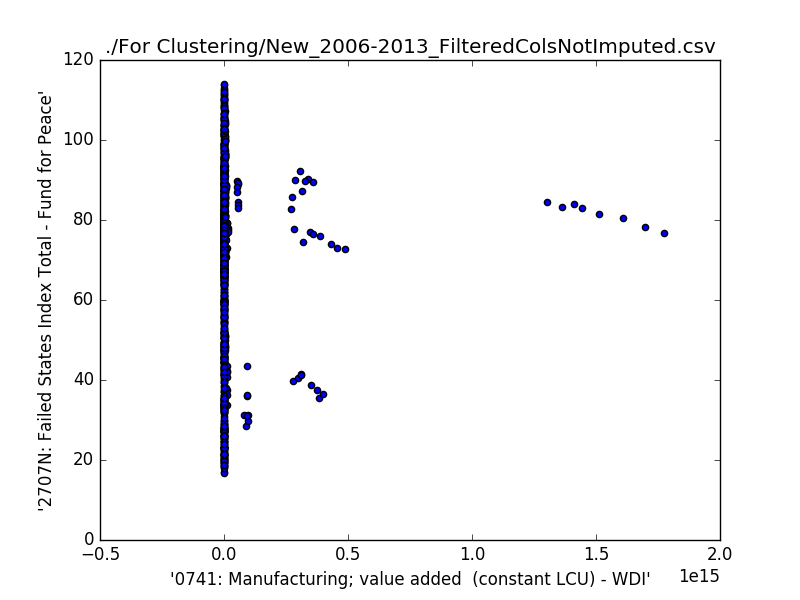 ./For Clustering/New_2006-2013_FilteredColsNotImputed.csv
120
100
80
60
40
20
0
'2707N: Failed States Index Total - Fund for Peace'
−0.5 0.0 0.5 1.0 1.5 2.0
1e15
'0741: Manufacturing; value added  (constant LCU) - WDI'